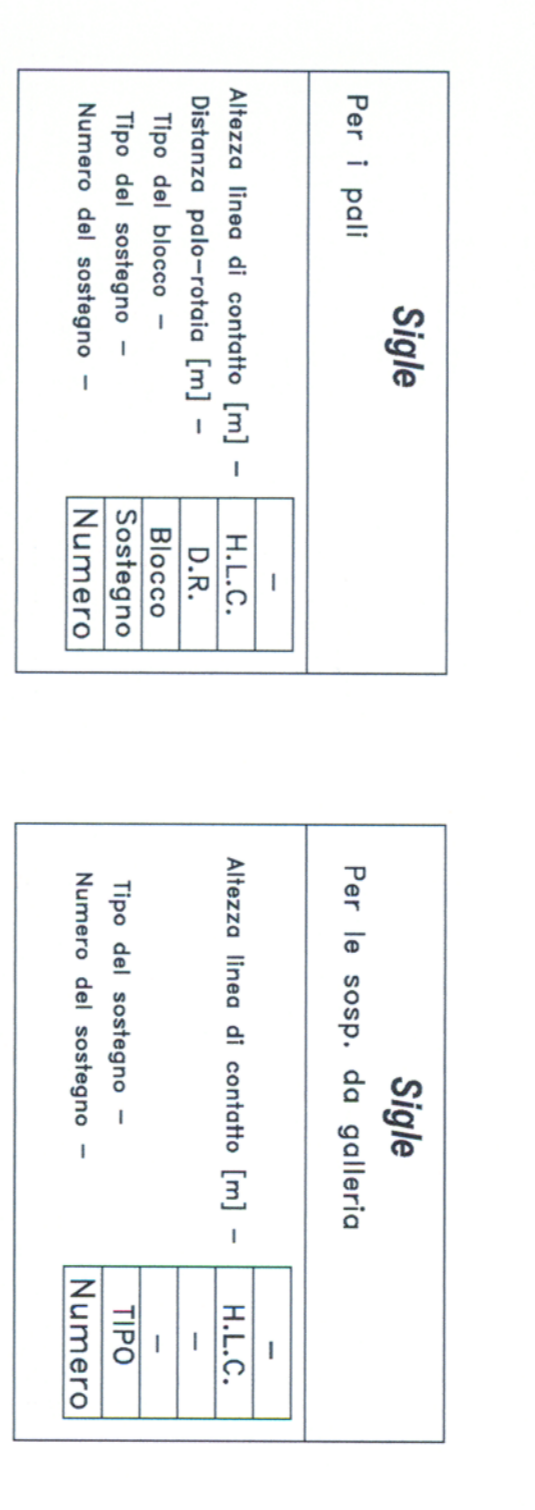 Sigle
Per i pali
–
Altezza linea di contatto [m] – H.L.C.
Distanza palo-rotaia [m] – D.R.
Tipo del blocco – Blocco
Tipo del sostegno – Sostegno
Numero del sostegno – Numero
Sigle
Per le sosp. da galleria
–
Altezza linea di contatto [m] – H.L.C.
–
–
Tipo del sostegno – TIPO
Numero del sostegno – Numero